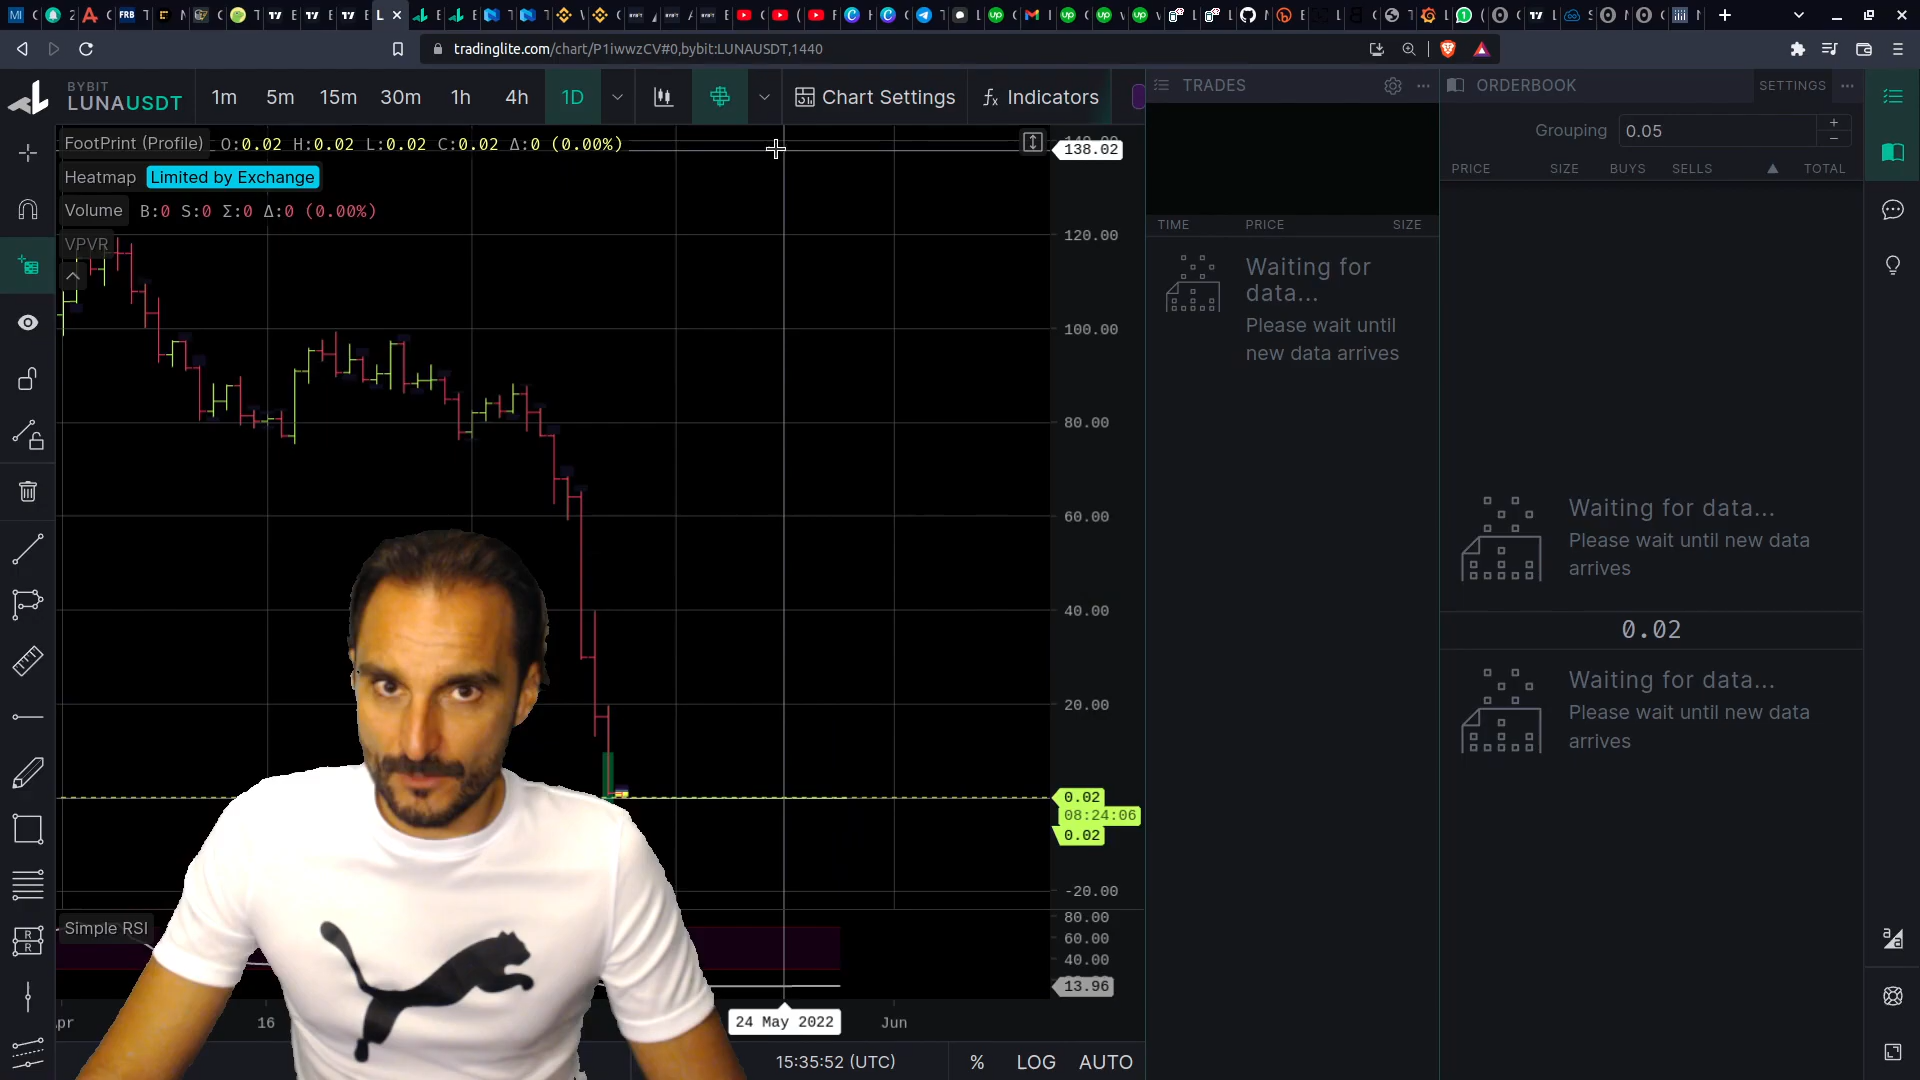 tradinglite.com/chart/P1iwwzCV#0,bybit:LUNAUSDT,1440
BYBIT
LUNAUSDT
1m 5m 15m 30m 1h 4h 1D
Chart Settings
fx Indicators
TRADES
ORDERBOOK
SETTINGS
FootPrint (Profile) O:0.02 H:0.02 L:0.02 C:0.02 Δ:0 (0.00%)
Heatmap Limited by Exchange
Volume B:0 S:0 Σ:0 Δ:0 (0.00%)
VPVR
138.02
120.00
100.00
80.00
60.00
40.00
20.00
0.02
08:24:06
0.02
-20.00
Simple RSI
80.00
60.00
40.00
13.96
16
24 May 2022
Jun
15:35:52 (UTC)
% LOG AUTO
TIME PRICE SIZE
Waiting for
data...
Please wait until
new data arrives
Grouping 0.05
PRICE SIZE BUYS SELLS TOTAL
Waiting for data...
Please wait until new data
arrives
0.02
Waiting for data...
Please wait until new data
arrives